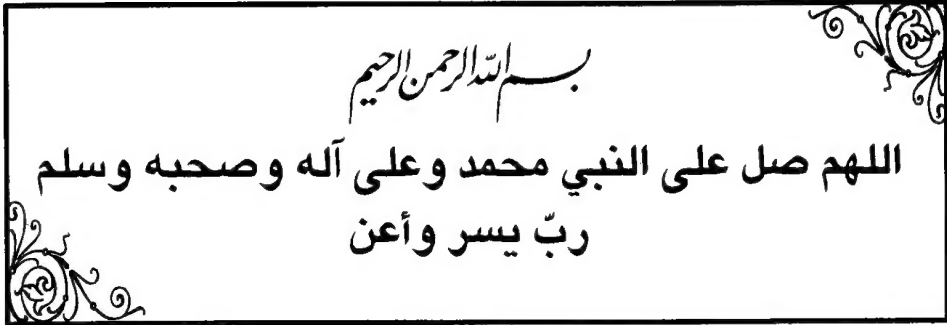 بسم الله الرحمن الرحيم
اللهم صل على النبي محمد وعلى آله وصحبه وسلم
ربّ يسر وأعن